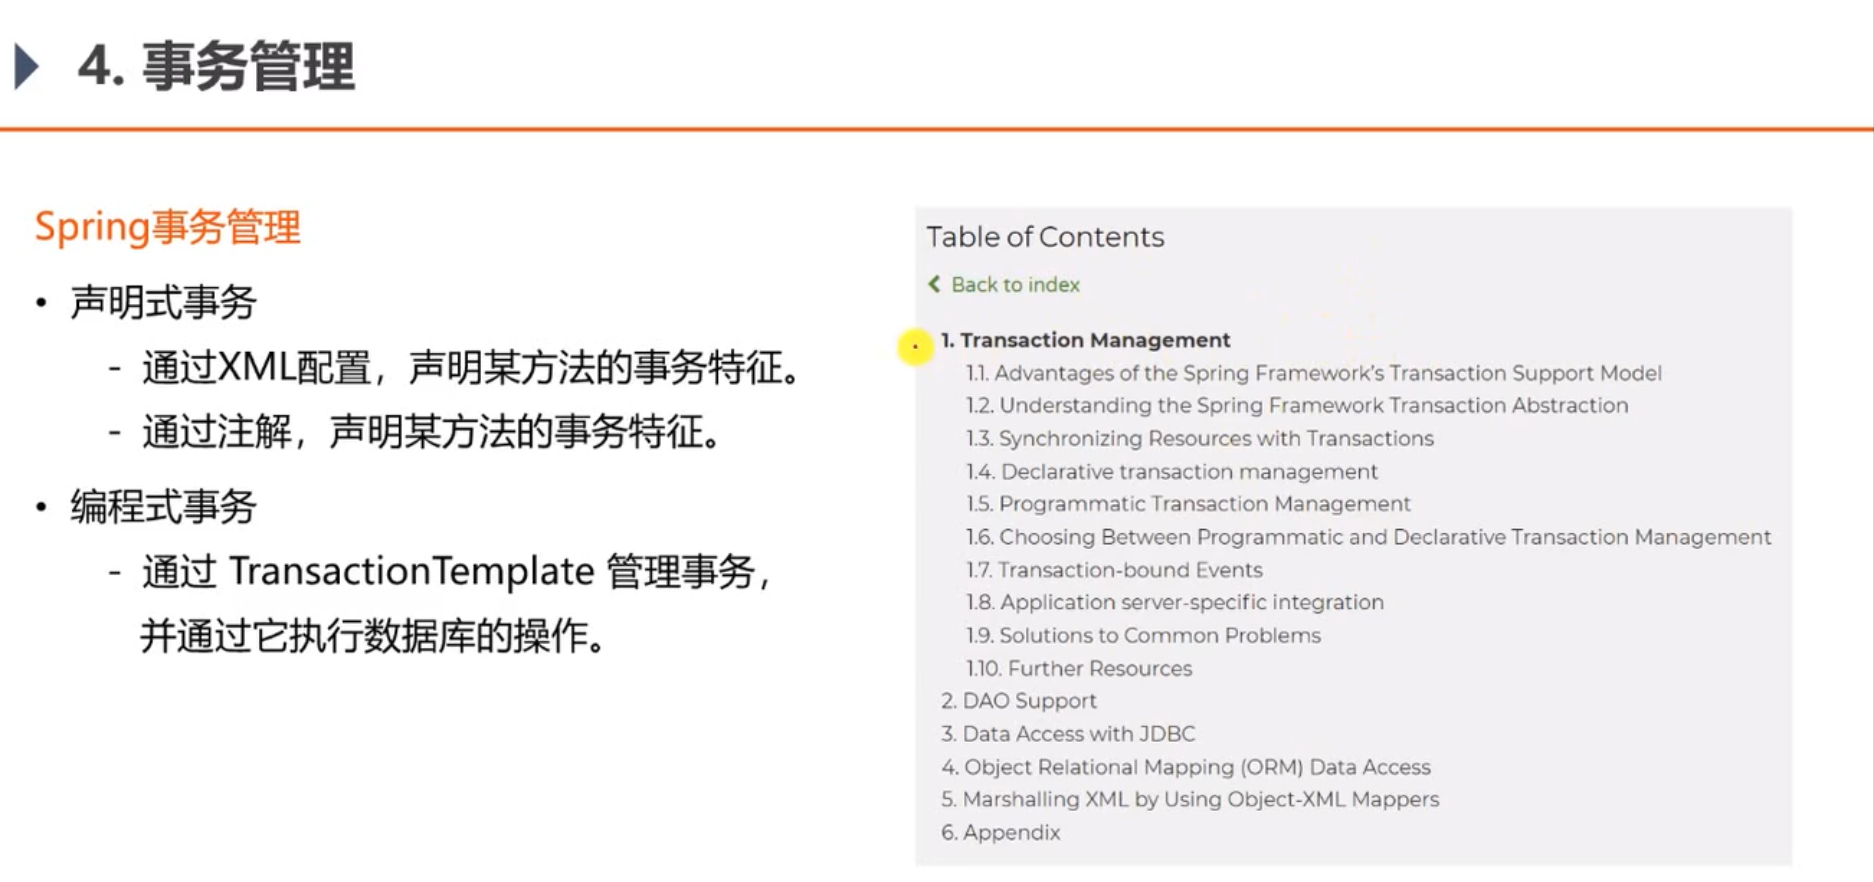 4. 事务管理
Spring事务管理
• 声明式事务
- 通过XML配置，声明某方法的事务特征。
- 通过注解，声明某方法的事务特征。
• 编程式事务
- 通过 TransactionTemplate 管理事务，
并通过它执行数据库的操作。
Table of Contents
Back to index
1. Transaction Management
1.1. Advantages of the Spring Framework’s Transaction Support Model
1.2. Understanding the Spring Framework Transaction Abstraction
1.3. Synchronizing Resources with Transactions
1.4. Declarative transaction management
1.5. Programmatic Transaction Management
1.6. Choosing Between Programmatic and Declarative Transaction Management
1.7. Transaction-bound Events
1.8. Application server-specific integration
1.9. Solutions to Common Problems
1.10. Further Resources
2. DAO Support
3. Data Access with JDBC
4. Object Relational Mapping (ORM) Data Access
5. Marshalling XML by Using Object-XML Mappers
6. Appendix